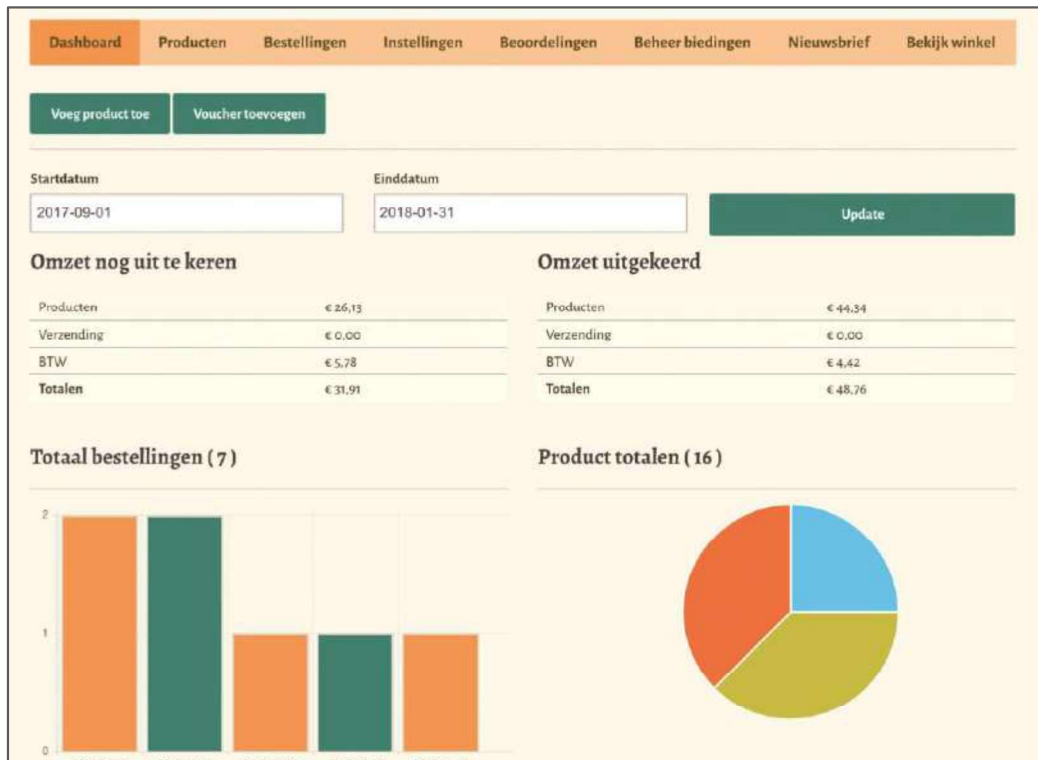 Dashboard Producten Bestellingen Instellingen Beoordelingen Beheer biedingen Nieuwsbrief Bekijk winkel
Voeg product toe Voucher toevoegen
Startdatum Einddatum
2017-09-01 2018-01-31 Update
Omzet nog uit te keren Omzet uitgekeerd
Producten € 26,13 Producten € 44,34
Verzending € 0,00 Verzending € 0,00
BTW € 5,78 BTW € 4,42
Totalen € 31,91 Totalen € 48,76
Totaal bestellingen ( 7 ) Product totalen ( 16 )
2
1
0